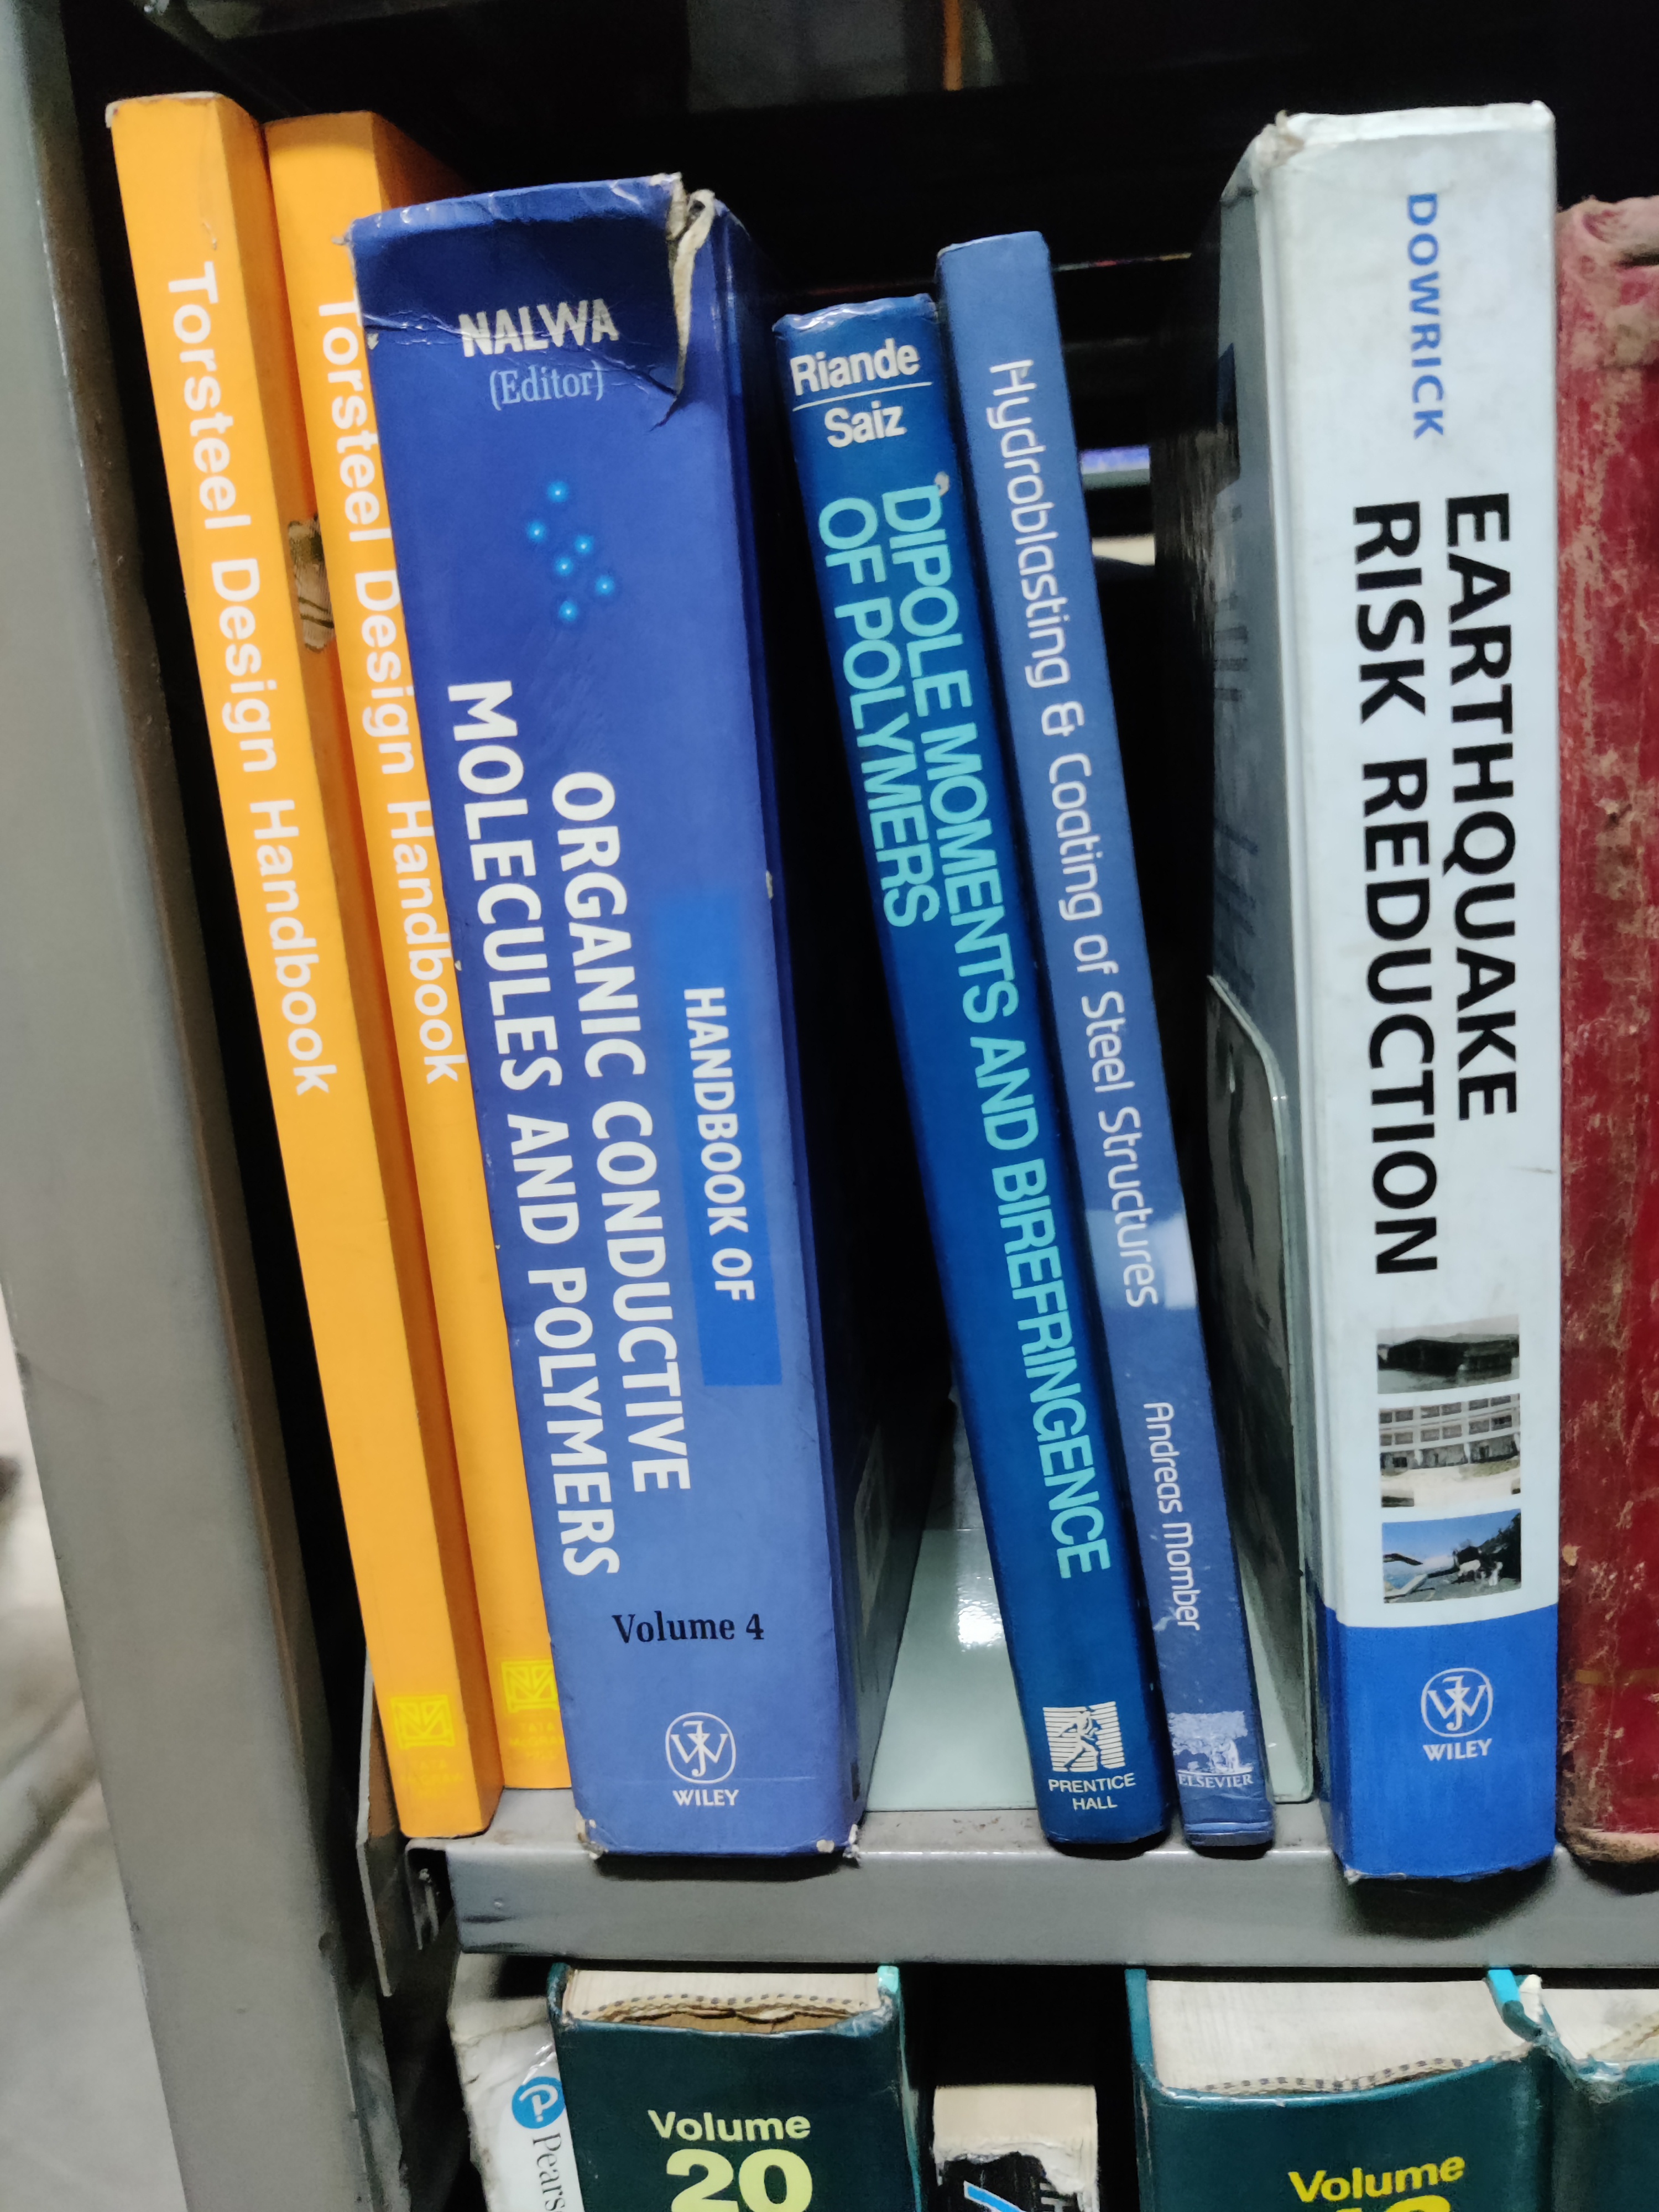 Torsteel Design Handbook
Torsteel Design Handbook
TATA
NALWA
(Editor)
HANDBOOK OF
ORGANIC CONDUCTIVE
MOLECULES AND POLYMERS
Volume 4
WILEY
Riande
Saiz
DIPOLE MOMENTS AND BIREFRINGENCE
OF POLYMERS
PRENTICE
HALL
Hydroblasting & Coating of Steel Structures
Andreas Momber
ELSEVIER
DOWRICK
EARTHQUAKE
RISK REDUCTION
WILEY
P
Pears
Volume
20
Volume